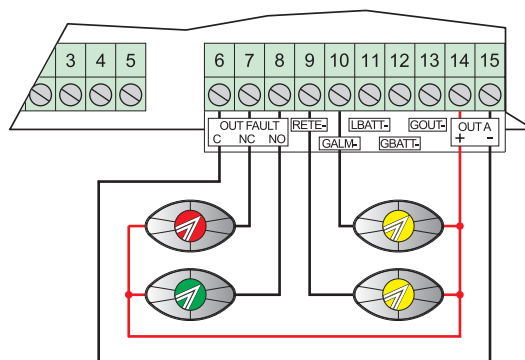 3 4 5 6 7 8 9 10 11 12 13 14 15
OUT FAULT RETE- LBATT- GOUT- OUT A
C NC NO GALM- GBATT- + -